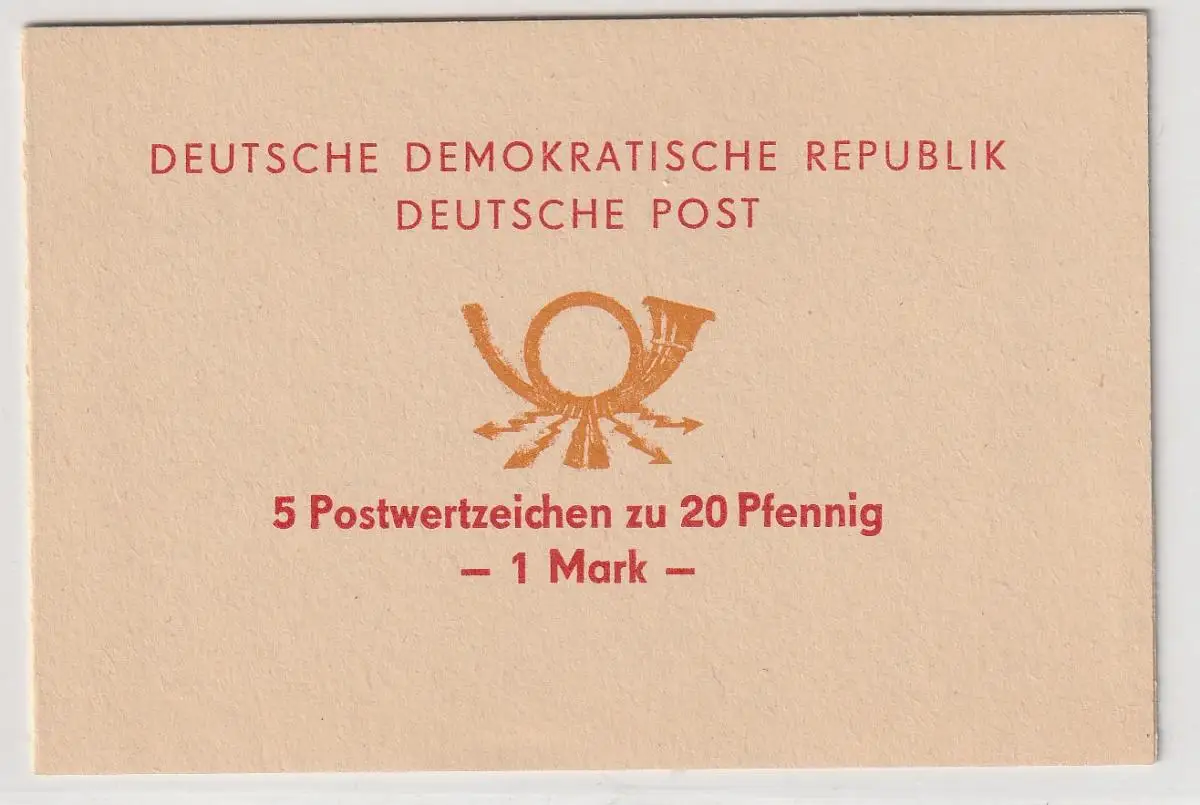 DEUTSCHE DEMOKRATISCHE REPUBLIK
DEUTSCHE POST
5 Postwertzeichen zu 20 Pfennig
– 1 Mark –